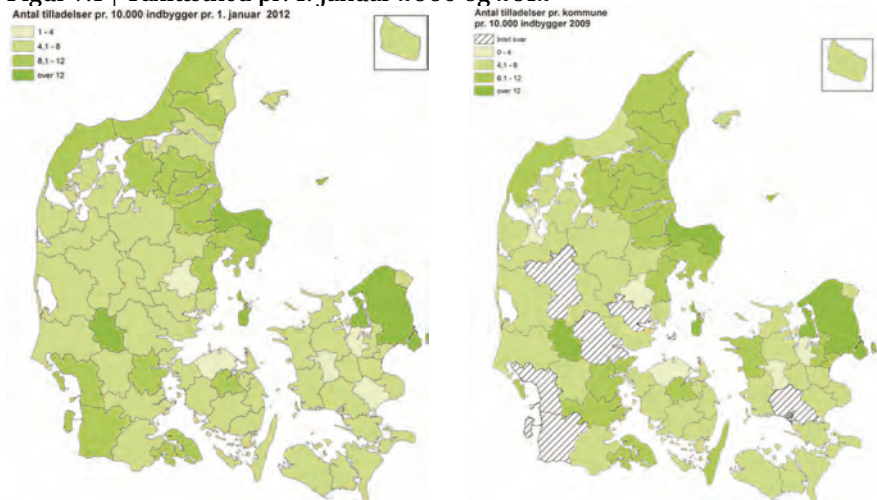 Antal tilladelser pr. 10.000 indbygger pr. 1. januar 2012
1 - 4
4,1 - 8
8,1 - 12
over 12
Antal tilladelser pr. kommune
pr. 10.000 indbygger 2009
Intet svar
0 - 4
4,1 - 8
8,1 - 12
over 12